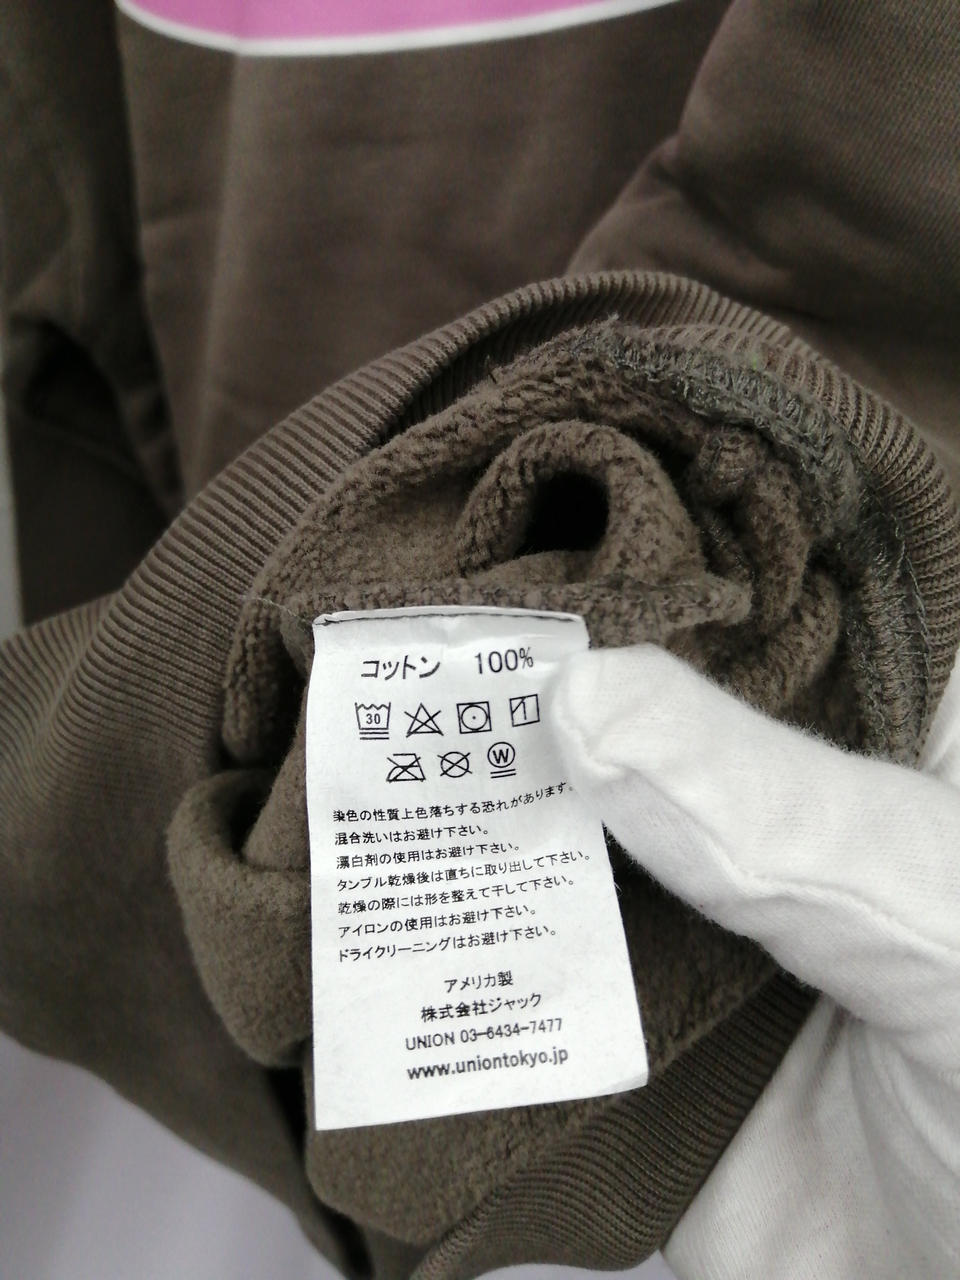 コットン 100%
30
W
染色の性質上色落ちする恐れがあります。
混合洗いはお避け下さい。
漂白剤の使用はお避け下さい。
タンブル乾燥後は直ちに取り出して下さい。
乾燥の際には形を整えて干して下さい。
アイロンの使用はお避け下さい。
ドライクリーニングはお避け下さい。
アメリカ製
株式会社ジャック
UNION 03-6434-7477
www.uniontokyo.jp